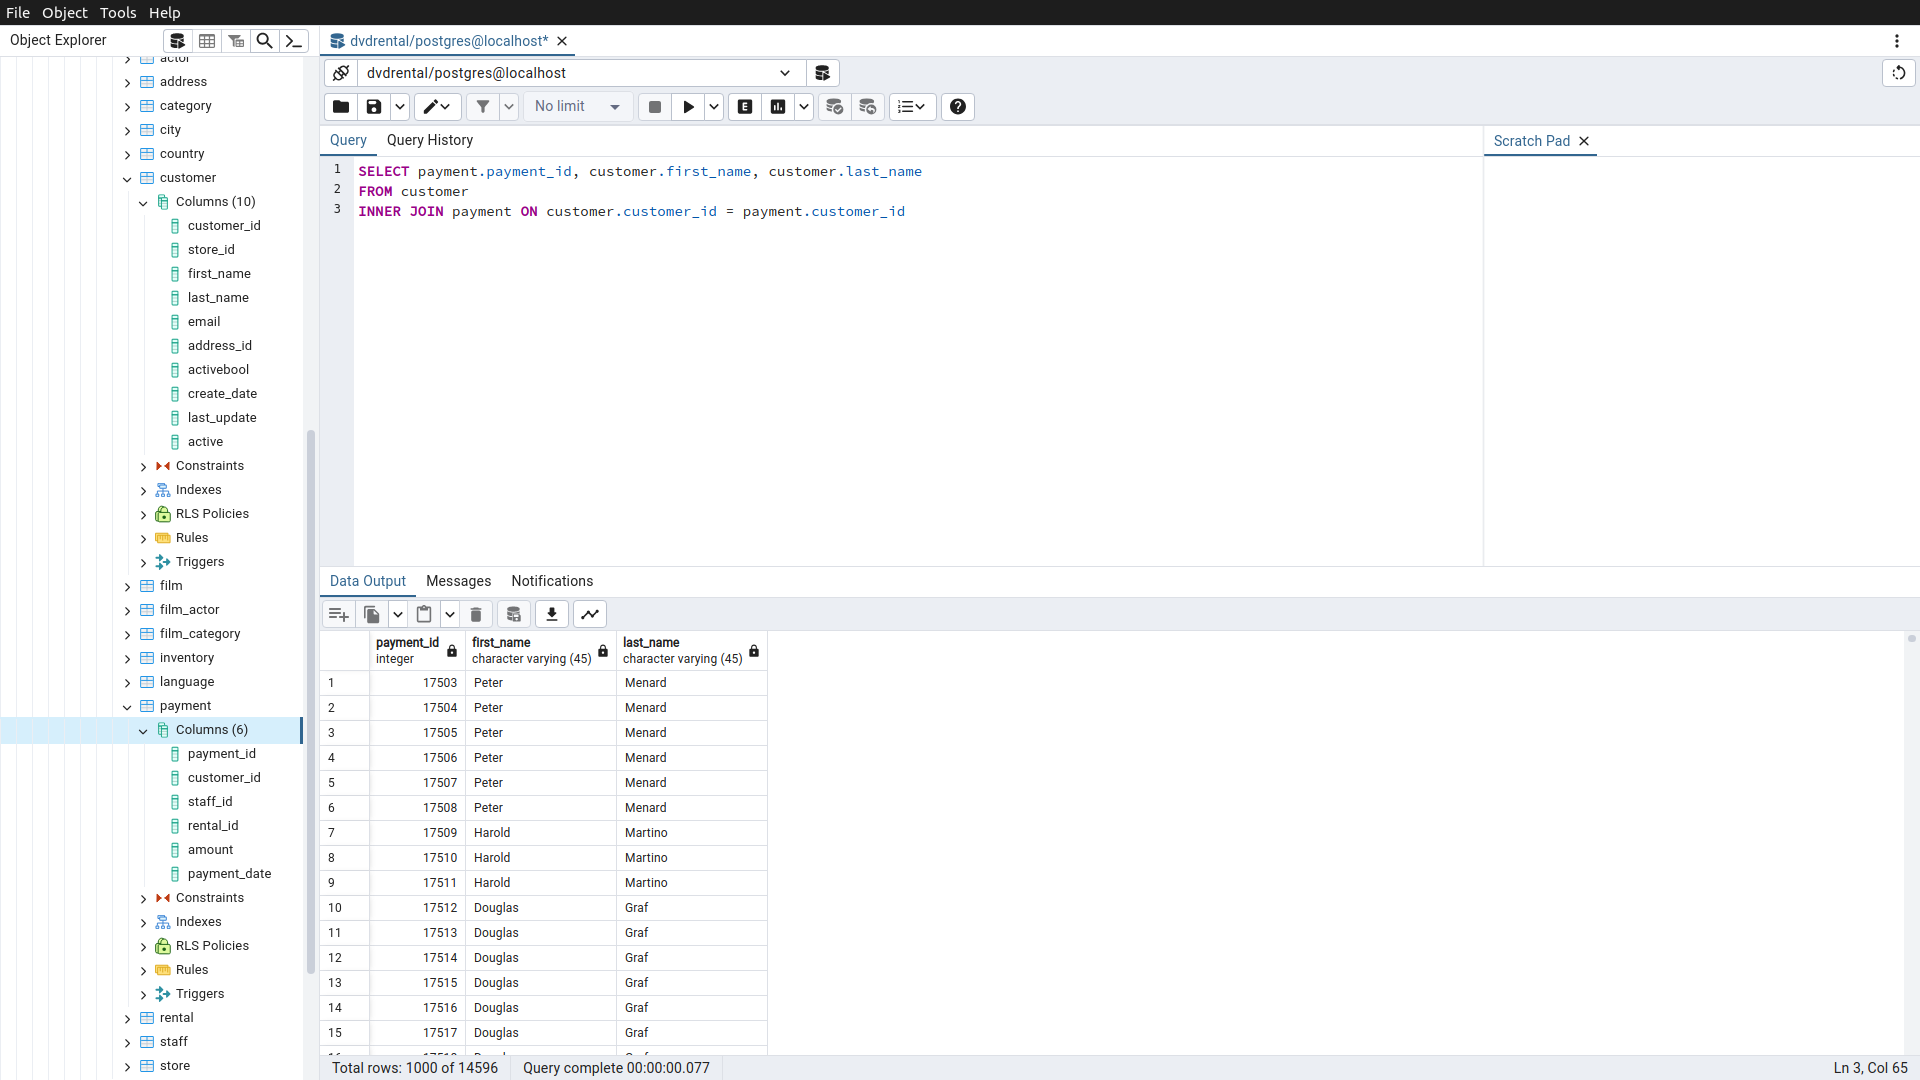 File Object Tools Help
Object Explorer
dvdrental/postgres@localhost*
dvdrental/postgres@localhost
No limit
E
Query Query History
Scratch Pad
1 SELECT payment.payment_id, customer.first_name, customer.last_name
2 FROM customer
3 INNER JOIN payment ON customer.customer_id = payment.customer_id
actor
address
category
city
country
customer
Columns (10)
customer_id
store_id
first_name
last_name
email
address_id
activebool
create_date
last_update
active
Constraints
Indexes
RLS Policies
Rules
Triggers
film
film_actor
film_category
inventory
language
payment
Columns (6)
payment_id
customer_id
staff_id
rental_id
amount
payment_date
Constraints
Indexes
RLS Policies
Rules
Triggers
rental
staff
store
Data Output Messages Notifications
payment_id first_name last_name
integer character varying (45) character varying (45)
1 17503 Peter Menard
2 17504 Peter Menard
3 17505 Peter Menard
4 17506 Peter Menard
5 17507 Peter Menard
6 17508 Peter Menard
7 17509 Harold Martino
8 17510 Harold Martino
9 17511 Harold Martino
10 17512 Douglas Graf
11 17513 Douglas Graf
12 17514 Douglas Graf
13 17515 Douglas Graf
14 17516 Douglas Graf
15 17517 Douglas Graf
Total rows: 1000 of 14596 Query complete 00:00:00.077
Ln 3, Col 65